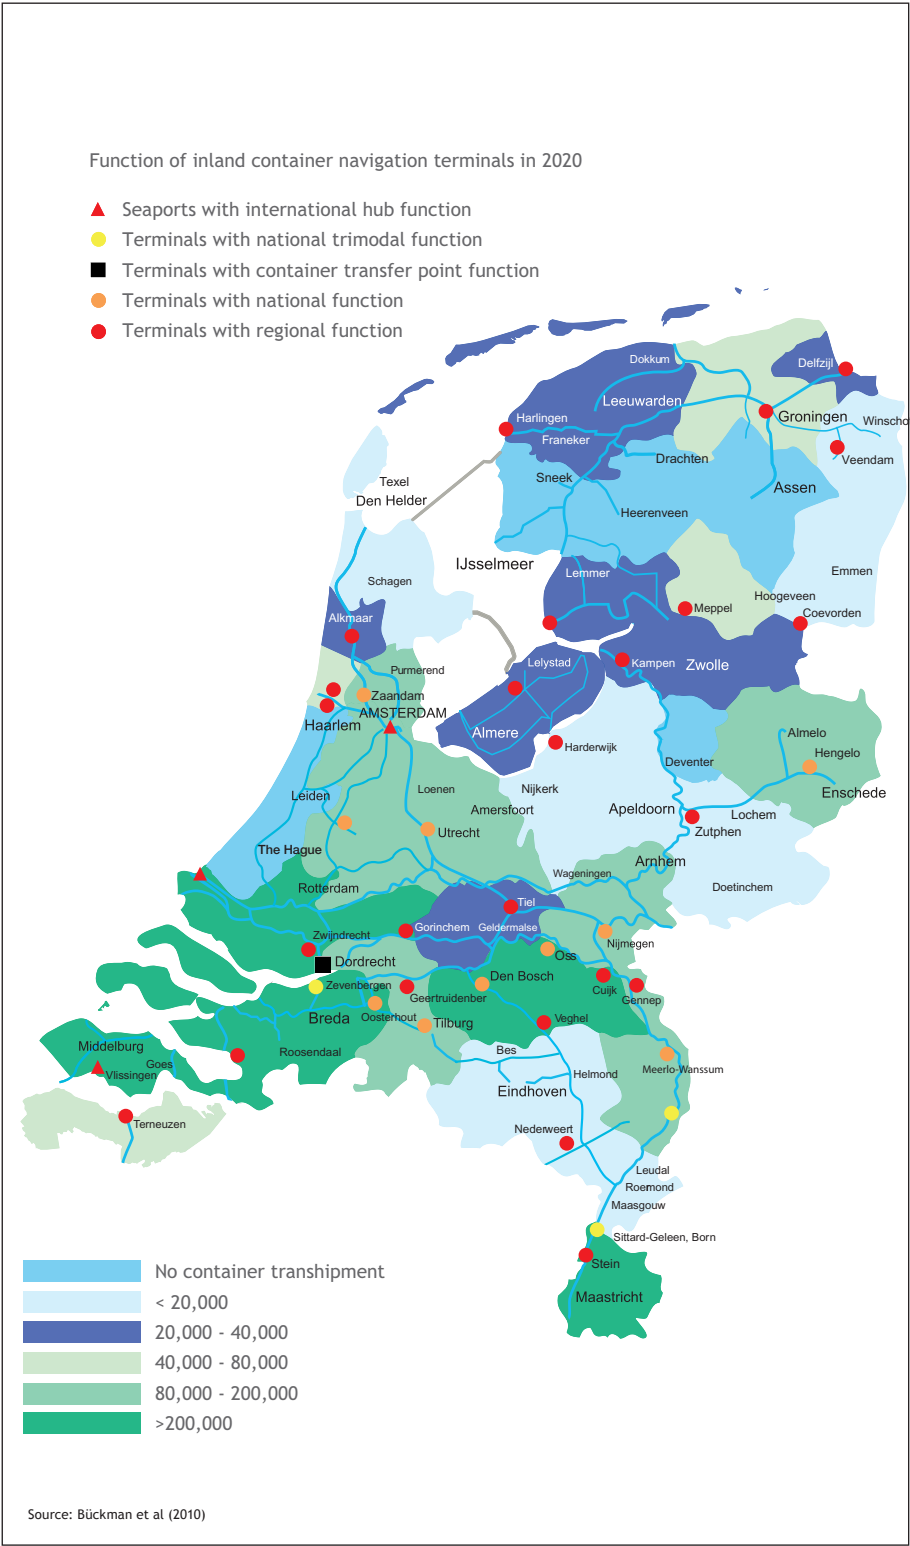 Function of inland container navigation terminals in 2020
Seaports with international hub function
Terminals with national trimodal function
Terminals with container transfer point function
Terminals with national function
Terminals with regional function
Dokkum
Delfzijl
Leeuwarden
Harlingen
Groningen
Winscho
Franeker
Drachten
Veendam
Sneek
Texel
Assen
Den Helder
Heerenveen
IJsselmeer
Lemmer
Emmen
Schagen
Hoogeveen
Meppel
Coevorden
Alkmaar
Lelystad
Kampen
Zwolle
Purmerend
Zaandam
AMSTERDAM
Haarlem
Almere
Almelo
Harderwijk
Hengelo
Deventer
Loenen
Nijkerk
Enschede
Leiden
Amersfoort
Apeldoorn
Lochem
Utrecht
Zutphen
The Hague
Arnhem
Wageningen
Rotterdam
Doetinchem
Tiel
Gorinchem
Geldermalse
Zwijndrecht
Nijmegen
Dordrecht
Oss
Den Bosch
Zevenbergen
Cuijk
Geertruidenber
Gennep
Breda
Oosterhout
Tilburg
Veghel
Middelburg
Roosendaal
Bes
Goes
Vlissingen
Helmond
Meerlo-Wanssum
Eindhoven
Terneuzen
Nederweert
Leudal
Roermond
Maasgouw
Sittard-Geleen, Born
Stein
Maastricht
No container transhipment
< 20,000
20,000 - 40,000
40,000 - 80,000
80,000 - 200,000
>200,000
Source: Bückman et al (2010)